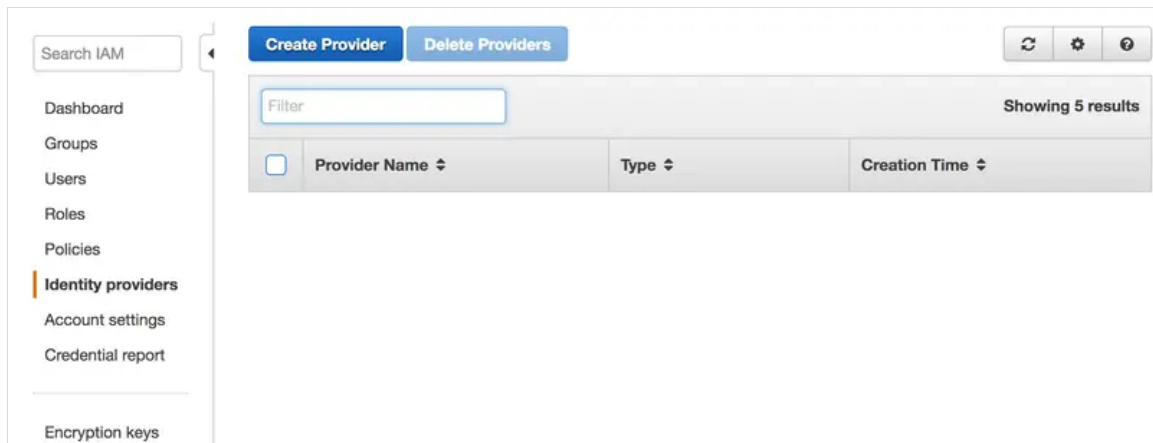 Search IAM
Dashboard
Groups
Users
Roles
Policies
Identity providers
Account settings
Credential report
Encryption keys
Create Provider
Delete Providers
Filter
Showing 5 results
Provider Name
Type
Creation Time